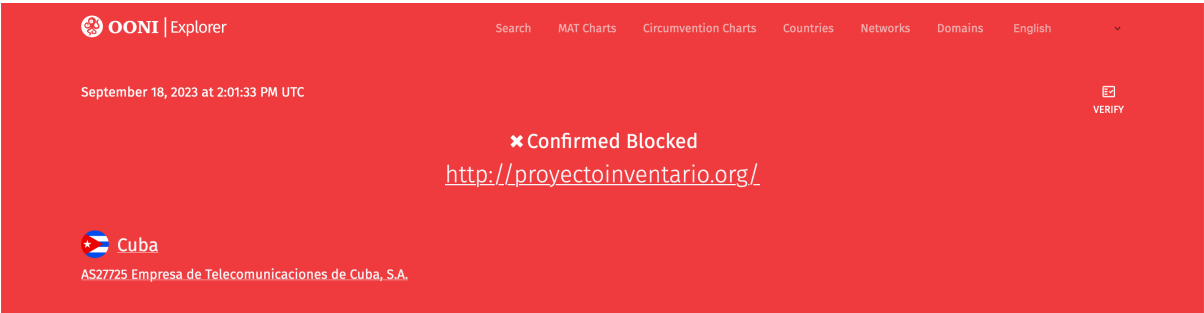 OONI | Explorer
Search MAT Charts Circumvention Charts Countries Networks Domains English
September 18, 2023 at 2:01:33 PM UTC
VERIFY
✖ Confirmed Blocked
http://proyectoinventario.org/
Cuba
AS27725 Empresa de Telecomunicaciones de Cuba, S.A.